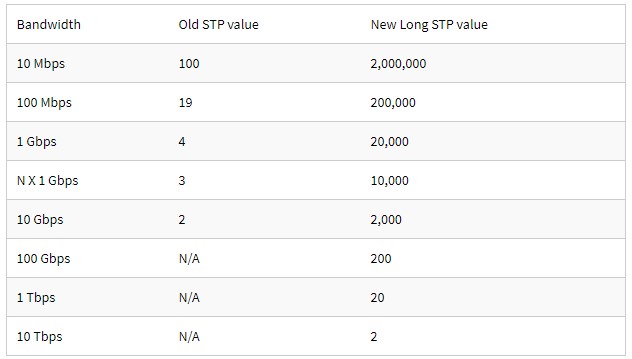 Bandwidth Old STP value New Long STP value
10 Mbps 100 2,000,000
100 Mbps 19 200,000
1 Gbps 4 20,000
N X 1 Gbps 3 10,000
10 Gbps 2 2,000
100 Gbps N/A 200
1 Tbps N/A 20
10 Tbps N/A 2